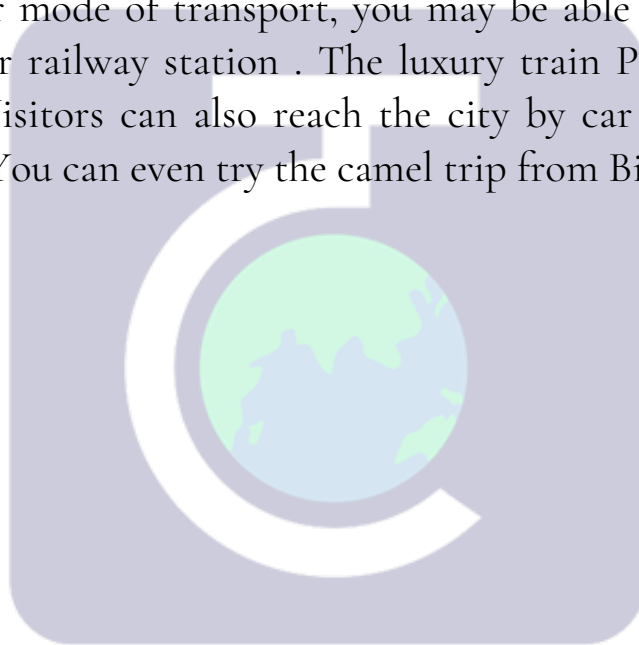 mode of transport, you may be able
railway station . The luxury train
isitors can also reach the city by car
You can even try the camel trip from